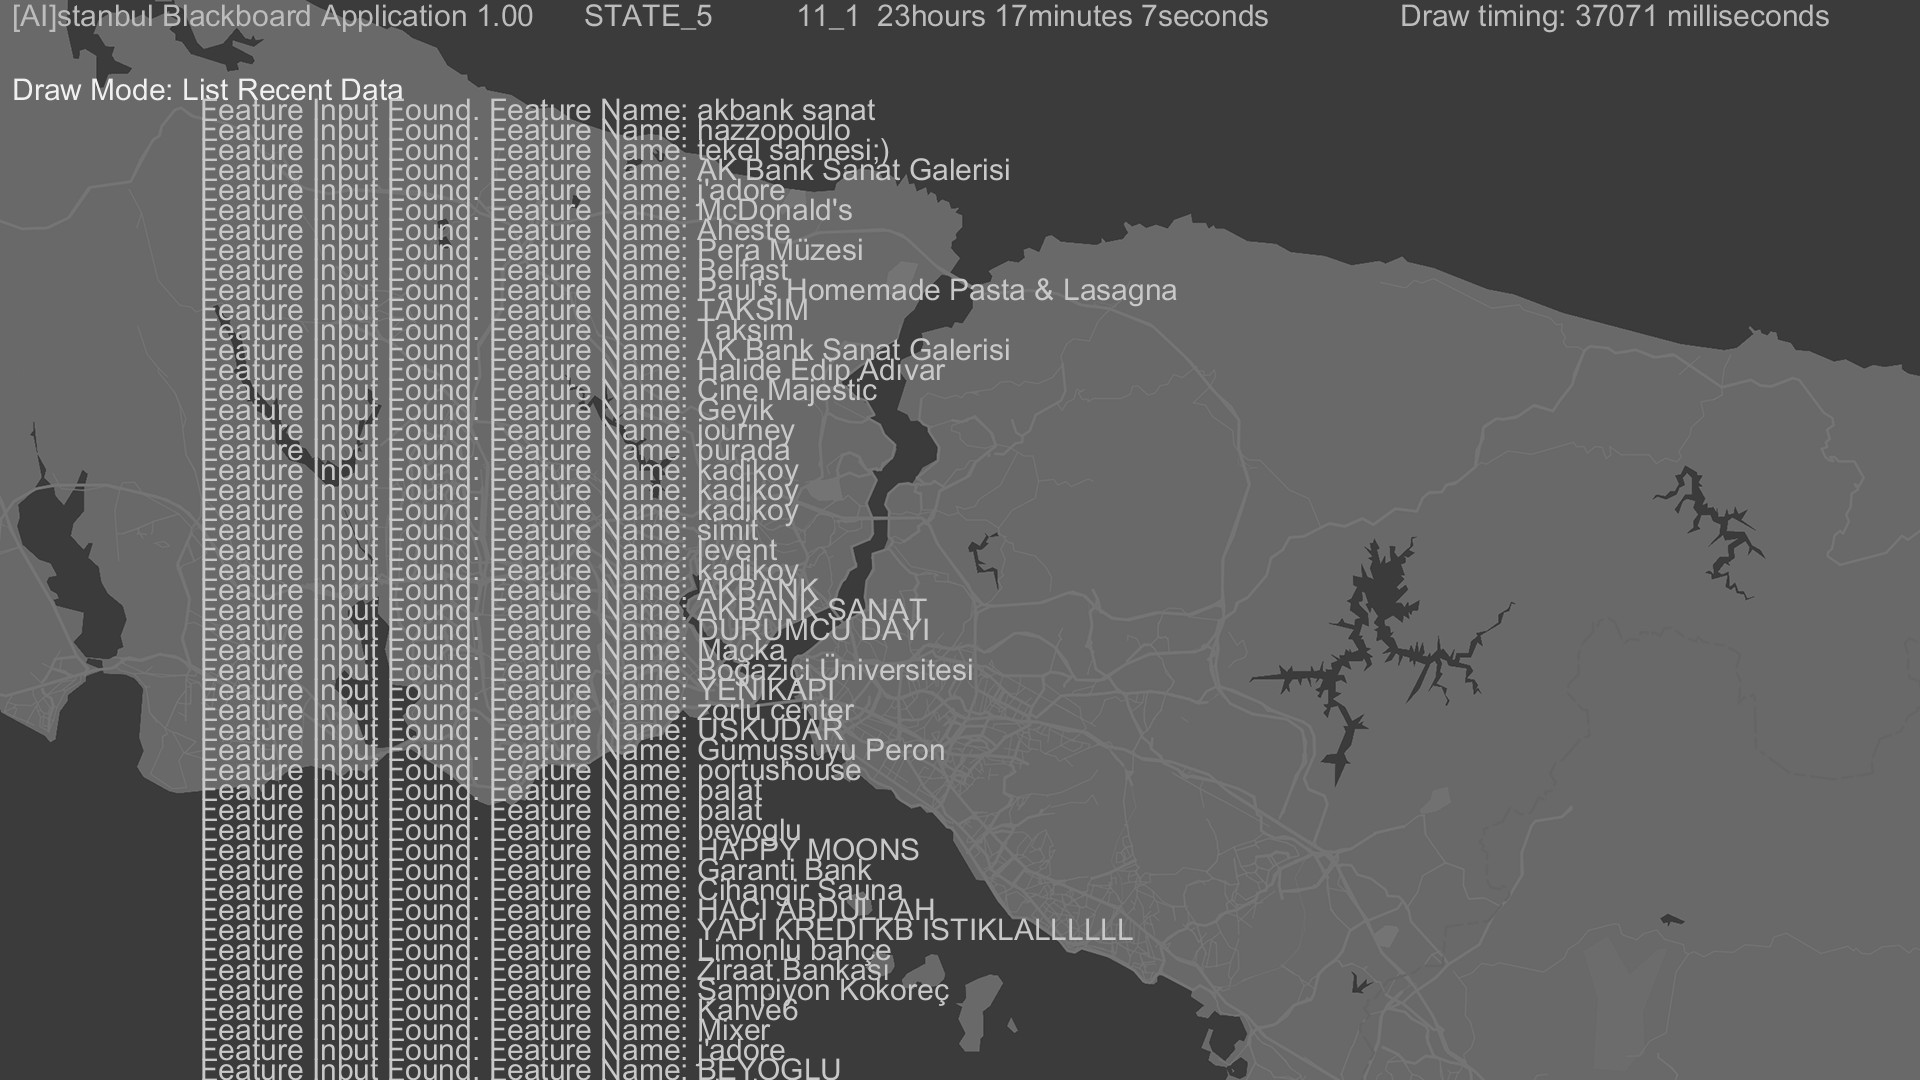 [AI]stanbul Blackboard Application 1.00 STATE_5 11_1 23hours 17minutes 7seconds Draw timing: 37071 milliseconds
Draw Mode: List Recent Data
Feature Input Found. Feature Name: akbank sanat
Feature Input Found. Feature Name: hazzopoulo
Feature Input Found. Feature Name: tekel sahnesi;)
Feature Input Found. Feature Name: AK Bank Sanat Galerisi
Feature Input Found. Feature Name: j'adore
Feature Input Found. Feature Name: McDonald's
Feature Input Found. Feature Name: Aheste
Feature Input Found. Feature Name: Pera Müzesi
Feature Input Found. Feature Name: Belfast
Feature Input Found. Feature Name: Paul's Homemade Pasta & Lasagna
Feature Input Found. Feature Name: TAKSIM
Feature Input Found. Feature Name: Taksim
Feature Input Found. Feature Name: AK Bank Sanat Galerisi
Feature Input Found. Feature Name: Halide Edip Adivar
Feature Input Found. Feature Name: Cine Majestic
Feature Input Found. Feature Name: Geyik
Feature Input Found. Feature Name: journey
Feature Input Found. Feature Name: burada
Feature Input Found. Feature Name: kadikoy
Feature Input Found. Feature Name: kadikoy
Feature Input Found. Feature Name: kadikoy
Feature Input Found. Feature Name: simit
Feature Input Found. Feature Name: levent
Feature Input Found. Feature Name: kadikoy
Feature Input Found. Feature Name: AKBANK
Feature Input Found. Feature Name: AKBANK SANAT
Feature Input Found. Feature Name: DURUMCU DAYI
Feature Input Found. Feature Name: Maçka
Feature Input Found. Feature Name: Bogaziçi Üniversitesi
Feature Input Found. Feature Name: YENIKAPI
Feature Input Found. Feature Name: zorlu center
Feature Input Found. Feature Name: USKUDAR
Feature Input Found. Feature Name: Gümüssuyu Peron
Feature Input Found. Feature Name: portushouse
Feature Input Found. Feature Name: balat
Feature Input Found. Feature Name: balat
Feature Input Found. Feature Name: beyoglu
Feature Input Found. Feature Name: HAPPY MOONS
Feature Input Found. Feature Name: Garanti Bank
Feature Input Found. Feature Name: Cihangir Sauna
Feature Input Found. Feature Name: HACI ABDULLAH
Feature Input Found. Feature Name: YAPI KREDI KB ISTIKLALLLLLL
Feature Input Found. Feature Name: Limonlu bahçe
Feature Input Found. Feature Name: Ziraat Bankasi
Feature Input Found. Feature Name: Sampiyon Kokoreç
Feature Input Found. Feature Name: Kahve6
Feature Input Found. Feature Name: Mixer
Feature Input Found. Feature Name: j'adore
Feature Input Found. Feature Name: BEYOGLU